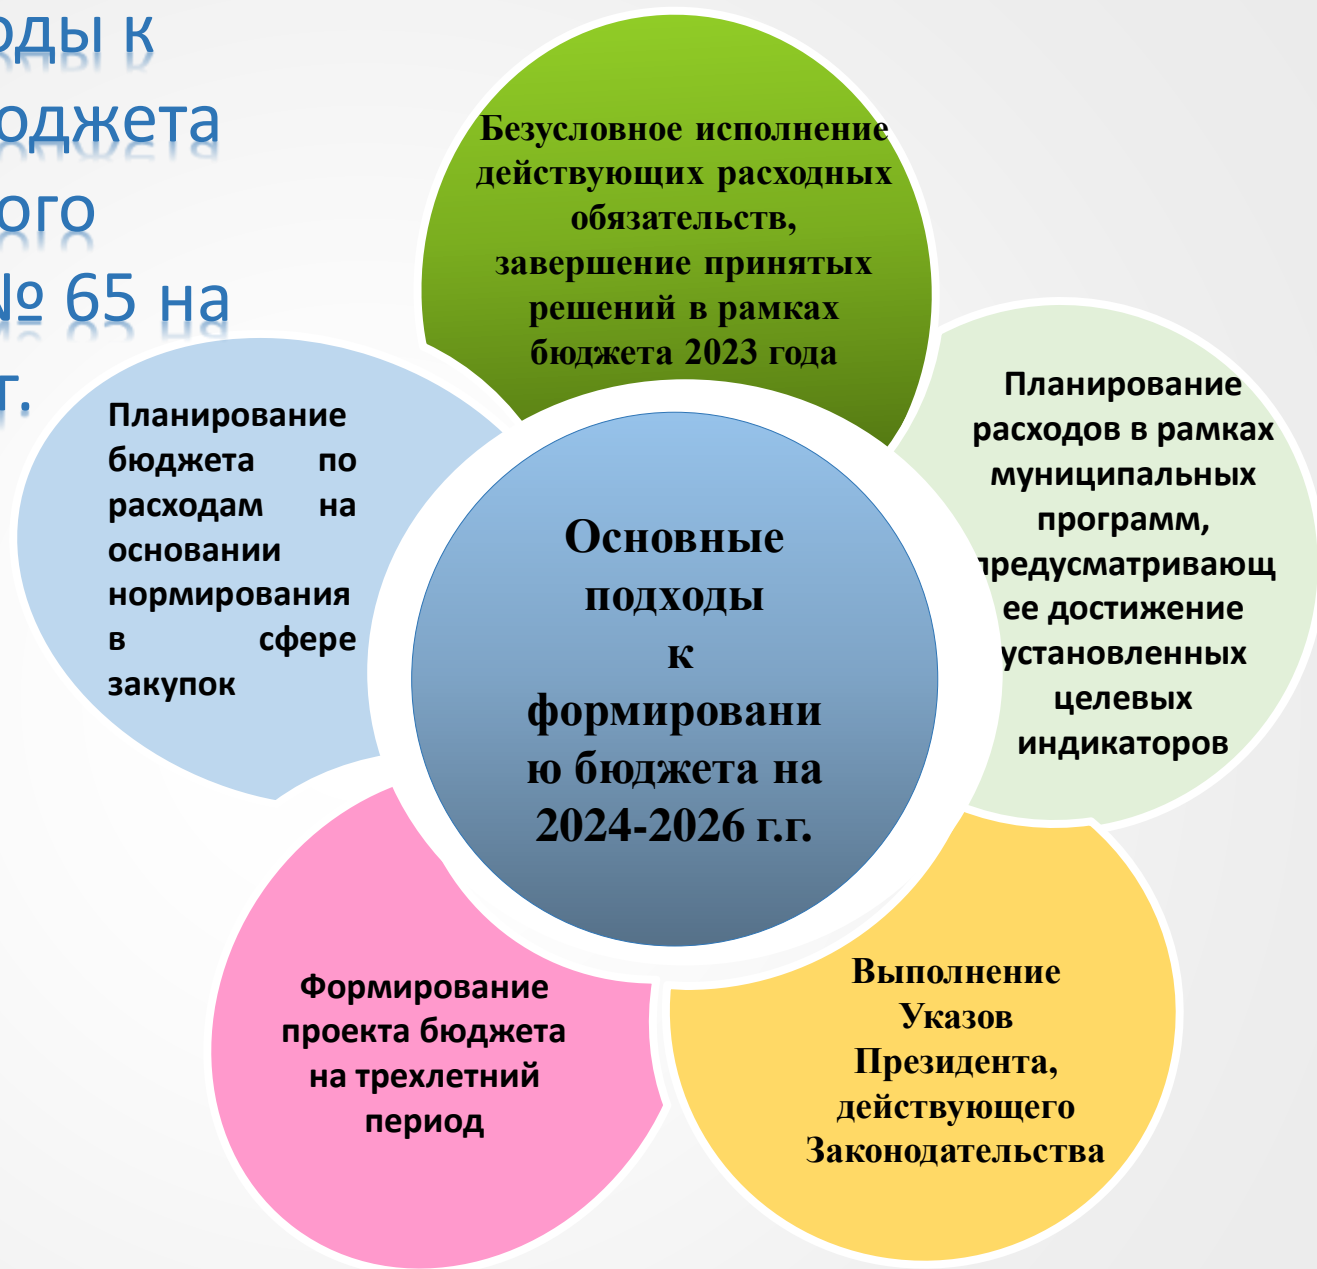 оды к
юджета
ого
№ 65 на
г.
Безусловное исполнение
действующих расходных
обязательств,
завершение принятых
решений в рамках
бюджета 2023 года
Планирование
расходов в рамках
муниципальных
программ,
предусматривающ
ее достижение
установленных
целевых
индикаторов
Выполнение
Указов
Президента,
действующего
Законодательства
Формирование
проекта бюджета
на трехлетний
период
Планирование
бюджета по
расходам на
основании
нормирования
в сфере
закупок
Основные
подходы
к
формировани
ю бюджета на
2024-2026 г.г.